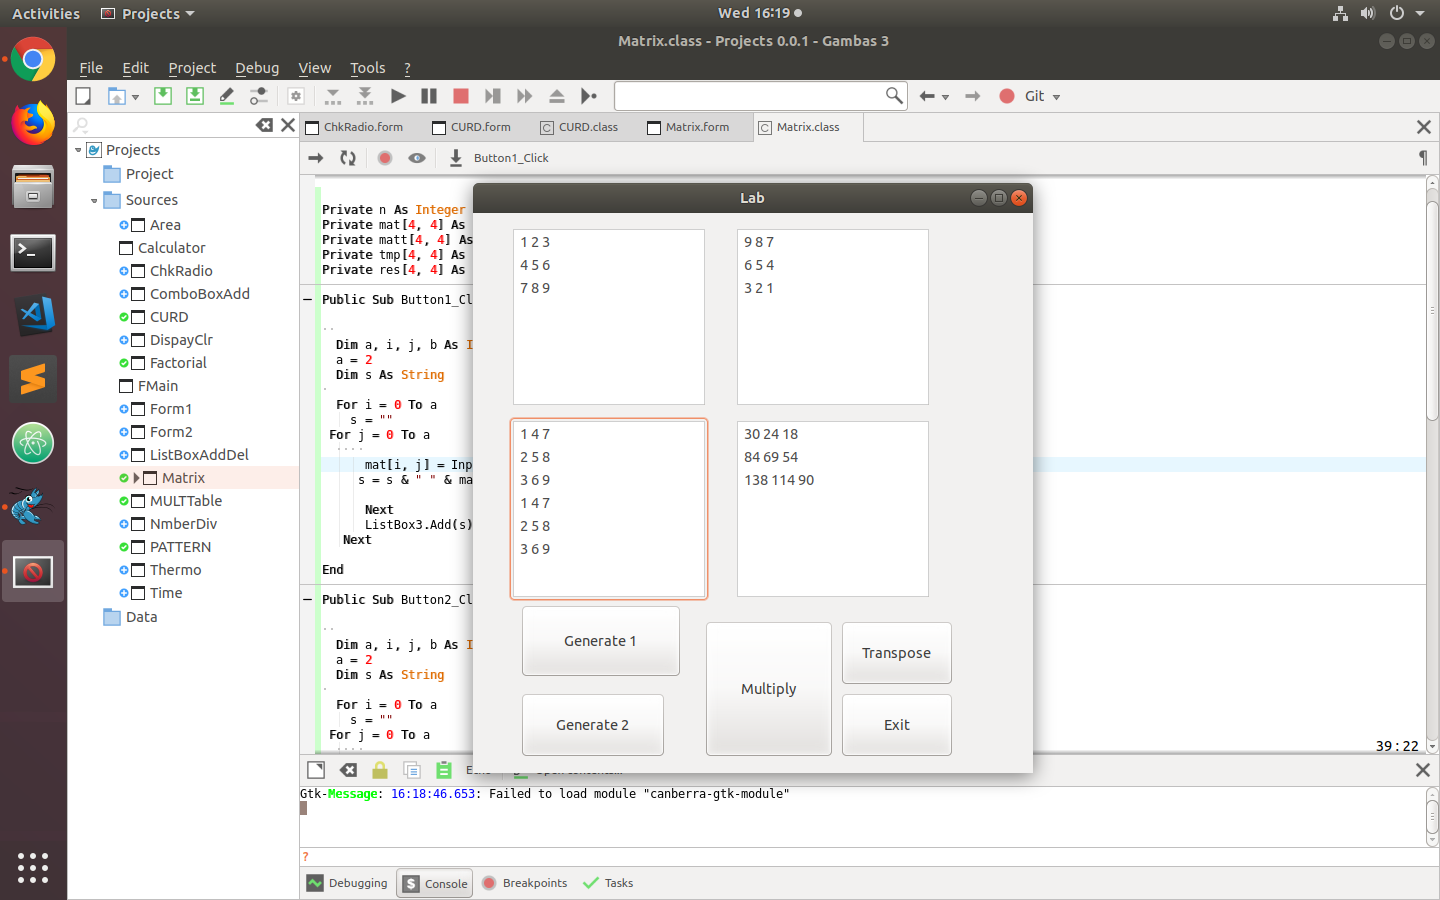 Activities
Projects
Wed 16:19
Matrix.class - Projects 0.0.1 - Gambas 3
File Edit Project Debug View Tools ?
Git
ChkRadio.form
CURD.form
CURD.class
Matrix.form
Matrix.class
Button1_Click
Projects
Project
Sources
Area
Calculator
ChkRadio
ComboBoxAdd
CURD
DispayClr
Factorial
FMain
Form1
Form2
ListBoxAddDel
Matrix
MULTTable
NmberDiv
PATTERN
Thermo
Time
Data
Private n As Integer
Private mat[4, 4] As
Private matt[4, 4] As
Private tmp[4, 4] As
Private res[4, 4] As
Public Sub Button1_Cl
Dim a, i, j, b As I
a = 2
Dim s As String
For i = 0 To a
s = ""
For j = 0 To a
mat[i, j] = Inp
s = s & " " & ma
Next
ListBox3.Add(s)
Next
End
Public Sub Button2_Cl
Dim a, i, j, b As I
a = 2
Dim s As String
For i = 0 To a
s = ""
For j = 0 To a
39:22
Lab
1 2 3
4 5 6
7 8 9
9 8 7
6 5 4
3 2 1
1 4 7
2 5 8
3 6 9
1 4 7
2 5 8
3 6 9
30 24 18
84 69 54
138 114 90
Generate 1
Generate 2
Multiply
Transpose
Exit
Gtk-Message: 16:18:46.653: Failed to load module "canberra-gtk-module"
?
Debugging
$ Console
Breakpoints
Tasks